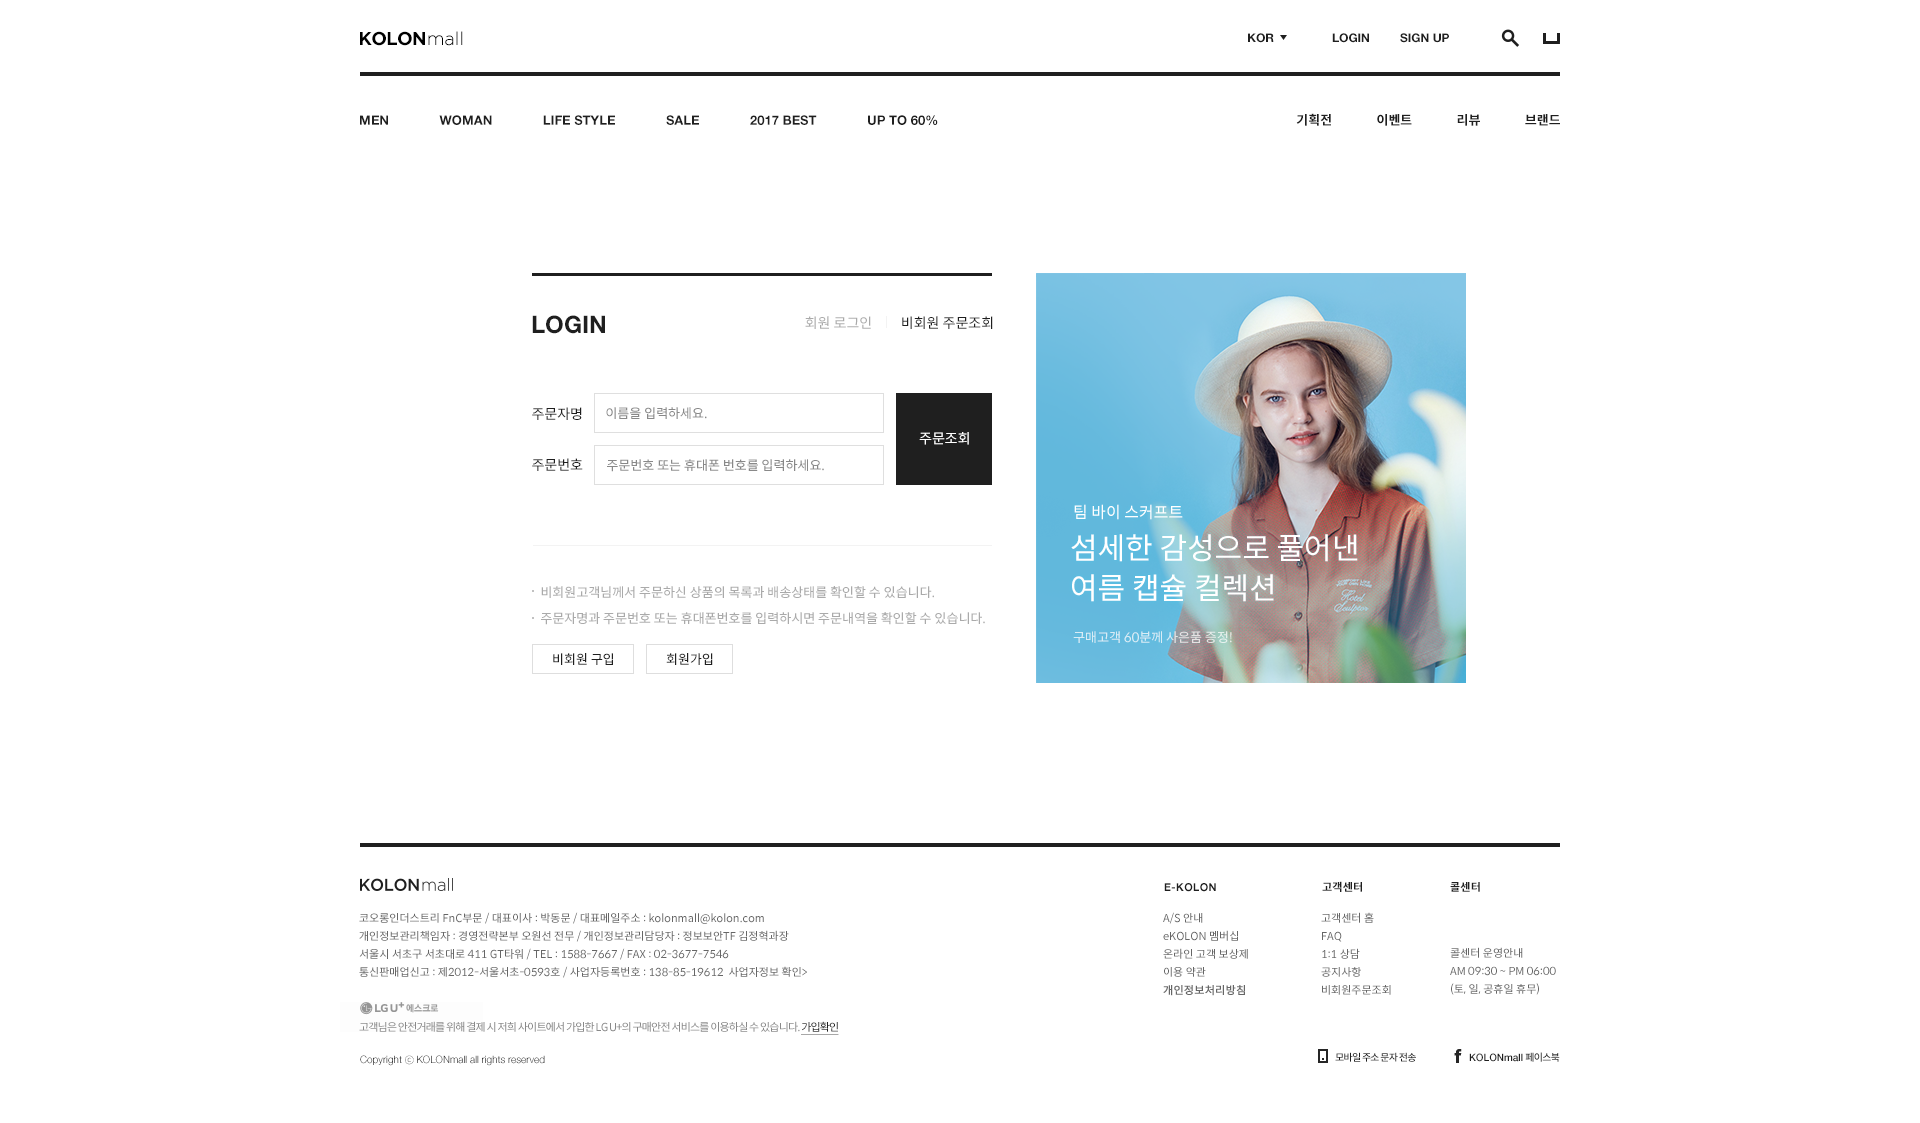 KOLONmall
KOR LOGIN SIGN UP
MEN WOMAN LIFE STYLE SALE 2017 BEST UP TO 60% 기획전 이벤트 리뷰 브랜드
LOGIN 회원 로그인 비회원 주문조회
주문자명 이름을 입력하세요.
주문번호 주문번호 또는 휴대폰 번호를 입력하세요.
주문조회
· 비회원고객님께서 주문하신 상품의 목록과 배송상태를 확인할 수 있습니다.
· 주문자명과 주문번호 또는 휴대폰번호를 입력하시면 주문내역을 확인할 수 있습니다.
비회원 구입 회원가입
팀 바이 스커프트
섬세한 감성으로 풀어낸
여름 캡슐 컬렉션
구매고객 60분께 사은품 증정!
KOLONmall
코오롱인더스트리 FnC부문 / 대표이사 : 박동문 / 대표메일주소 : kolonmall@kolon.com
개인정보관리책임자 : 경영전략본부 오원선 전무 / 개인정보관리담당자 : 정보보안TF 김정혁과장
서울시 서초구 서초대로 411 GT타워 / TEL : 1588-7667 / FAX : 02-3677-7546
통신판매업신고 : 제2012-서울서초-0593호 / 사업자등록번호 : 138-85-19612 사업자정보 확인>
LG U+ 에스크로
고객님은 안전거래를 위해 결제 시 저희 사이트에서 가입한 LG U+의 구매안전 서비스를 이용하실 수 있습니다. 가입확인
Copyright ⓒ KOLONmall all rights reserved
E-KOLON
A/S 안내
eKOLON 멤버십
온라인 고객 보상제
이용 약관
개인정보처리방침
고객센터
고객센터 홈
FAQ
1:1 상담
공지사항
비회원주문조회
콜센터
콜센터 운영안내
AM 09:30 ~ PM 06:00
(토, 일, 공휴일 휴무)
모바일 주소 문자 전송 KOLONmall 페이스북